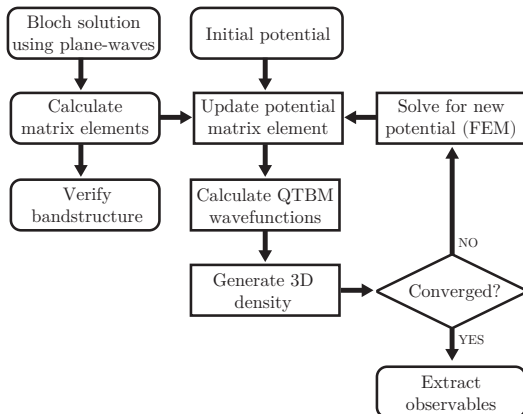 Bloch solution
using plane-waves
Initial potential
Calculate
matrix elements
Update potential
matrix element
Solve for new
potential (FEM)
Verify
bandstructure
Calculate QTBM
wavefunctions
NO
Generate 3D
density
Converged?
YES
Extract
observables